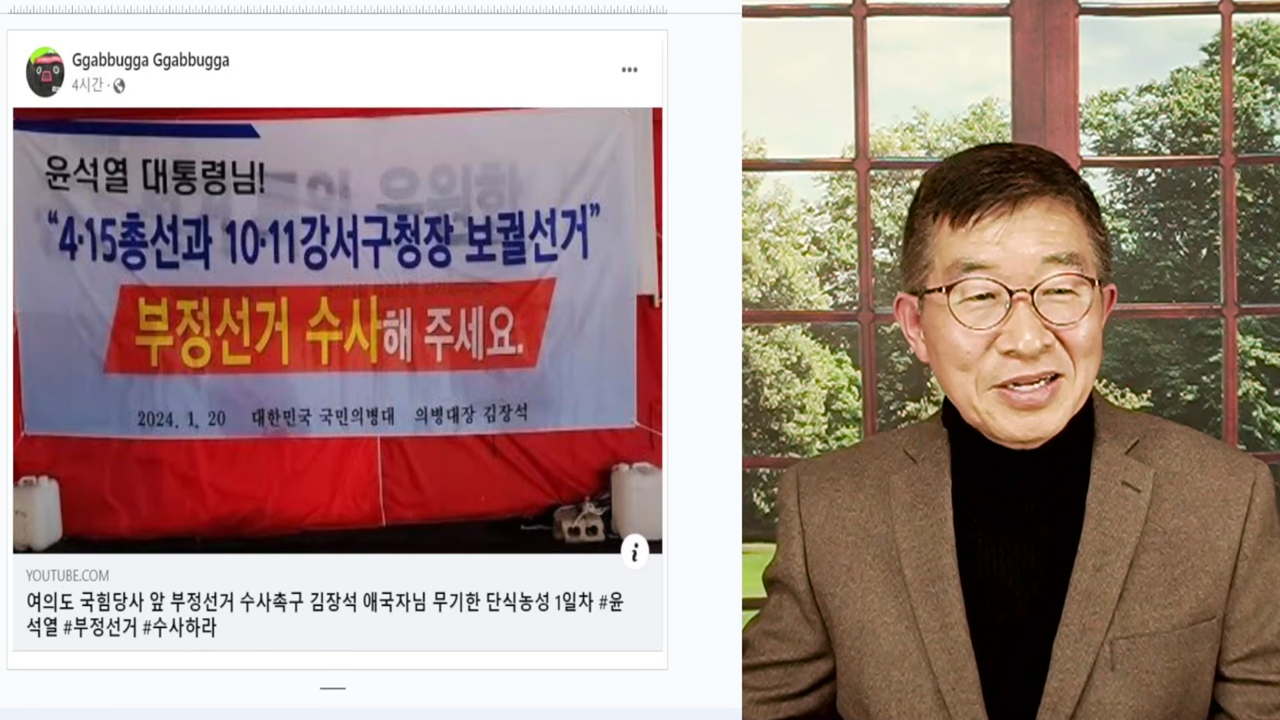 Ggabbugga Ggabbugga
4시간 ·
윤석열 대통령님!
“4·15총선과 10·11강서구청장 보궐선거”
부정선거 수사해 주세요.
2024. 1. 20 대한민국 국민의병대 의병대장 김장석
YOUTUBE.COM
여의도 국힘당사 앞 부정선거 수사촉구 김장석 애국자님 무기한 단식농성 1일차 #윤
석열 #부정선거 #수사하라